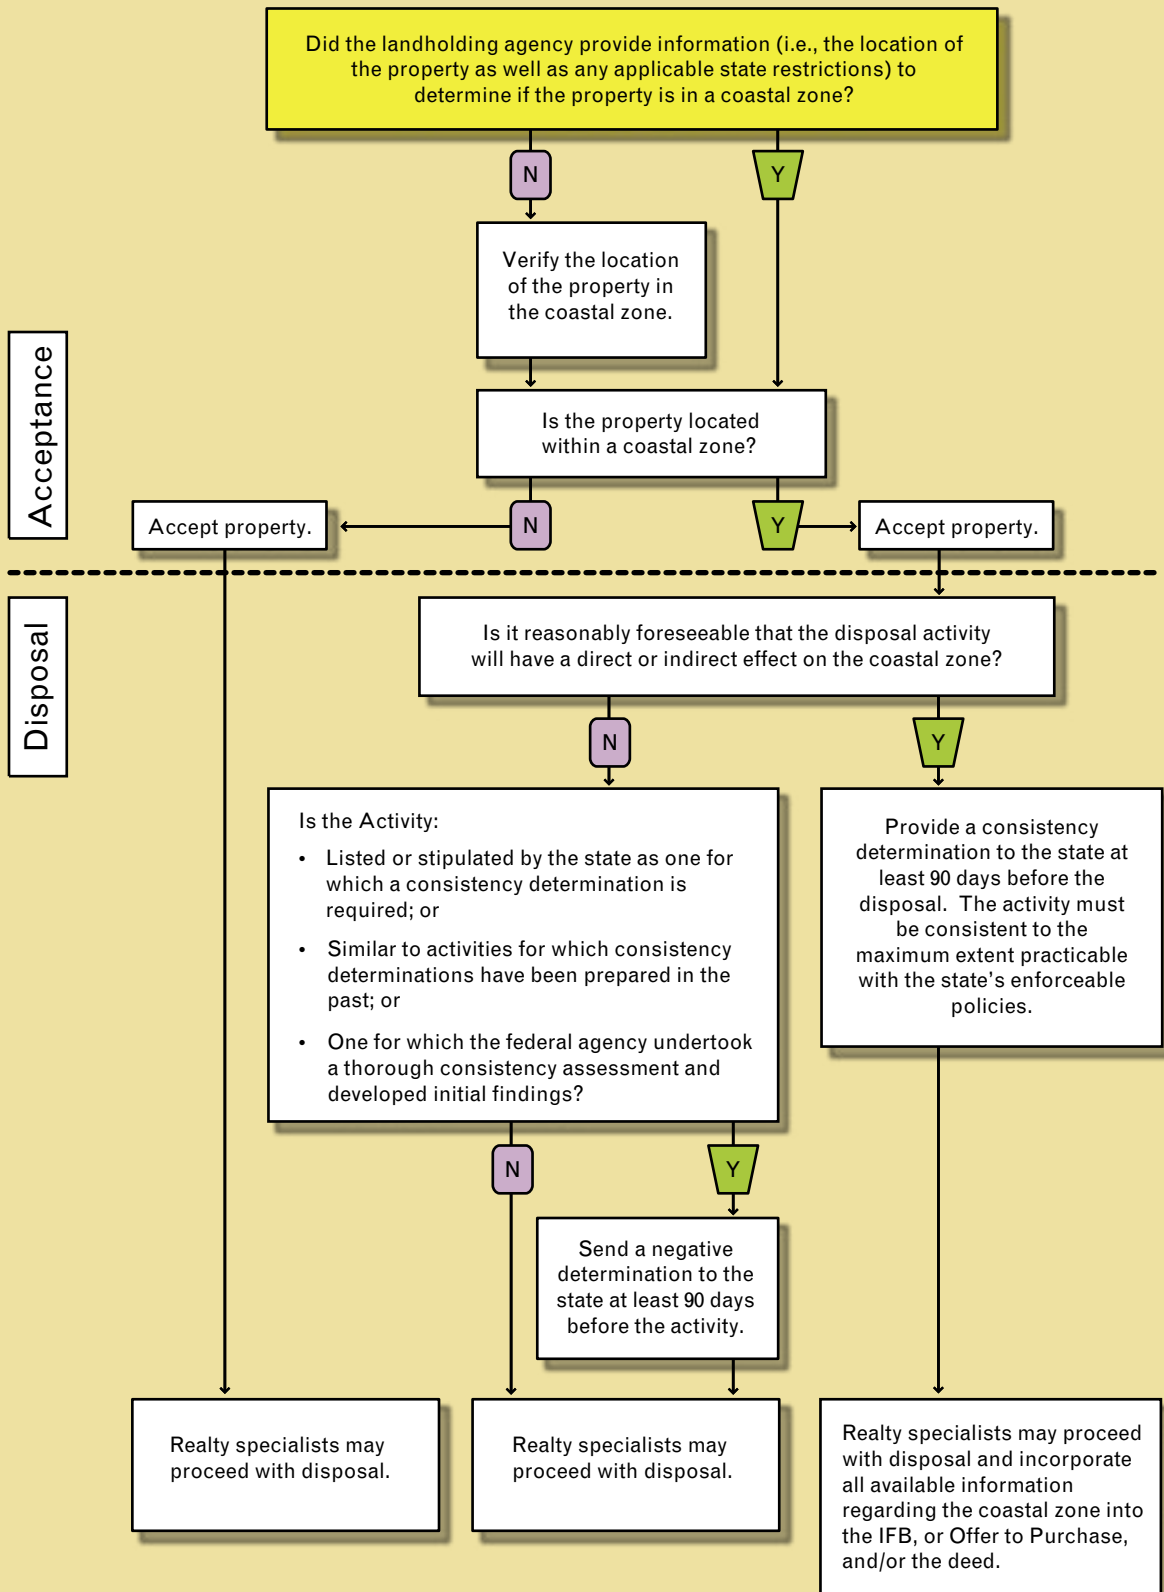 Did the landholding agency provide information (i.e., the location of
the property as well as any applicable state restrictions) to
determine if the property is in a coastal zone?
N
Y
Verify the location
of the property in
the coastal zone.
Acceptance
Is the property located
within a coastal zone?
Accept property.
N
Y
Accept property.
Disposal
Is it reasonably foreseeable that the disposal activity
will have a direct or indirect effect on the coastal zone?
N
Y
Is the Activity:
• Listed or stipulated by the state as one for
which a consistency determination is
required; or
• Similar to activities for which consistency
determinations have been prepared in the
past; or
• One for which the federal agency undertook
a thorough consistency assessment and
developed initial findings?
Provide a consistency
determination to the state at
least 90 days before the
disposal. The activity must
be consistent to the
maximum extent practicable
with the state's enforceable
policies.
N
Y
Send a negative
determination to the
state at least 90 days
before the activity.
Realty specialists may
proceed with disposal.
Realty specialists may
proceed with disposal.
Realty specialists may proceed
with disposal and incorporate
all available information
regarding the coastal zone into
the IFB, or Offer to Purchase,
and/or the deed.